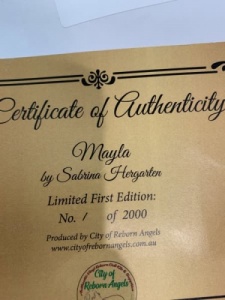 Certificate of Authenticity
Mayla
by Sabrina Hergarten
Limited First Edition:
No. / of 2000
Produced by City of Reborn Angels
www.cityofrebornangels.com.au
City of
Reborn Angels